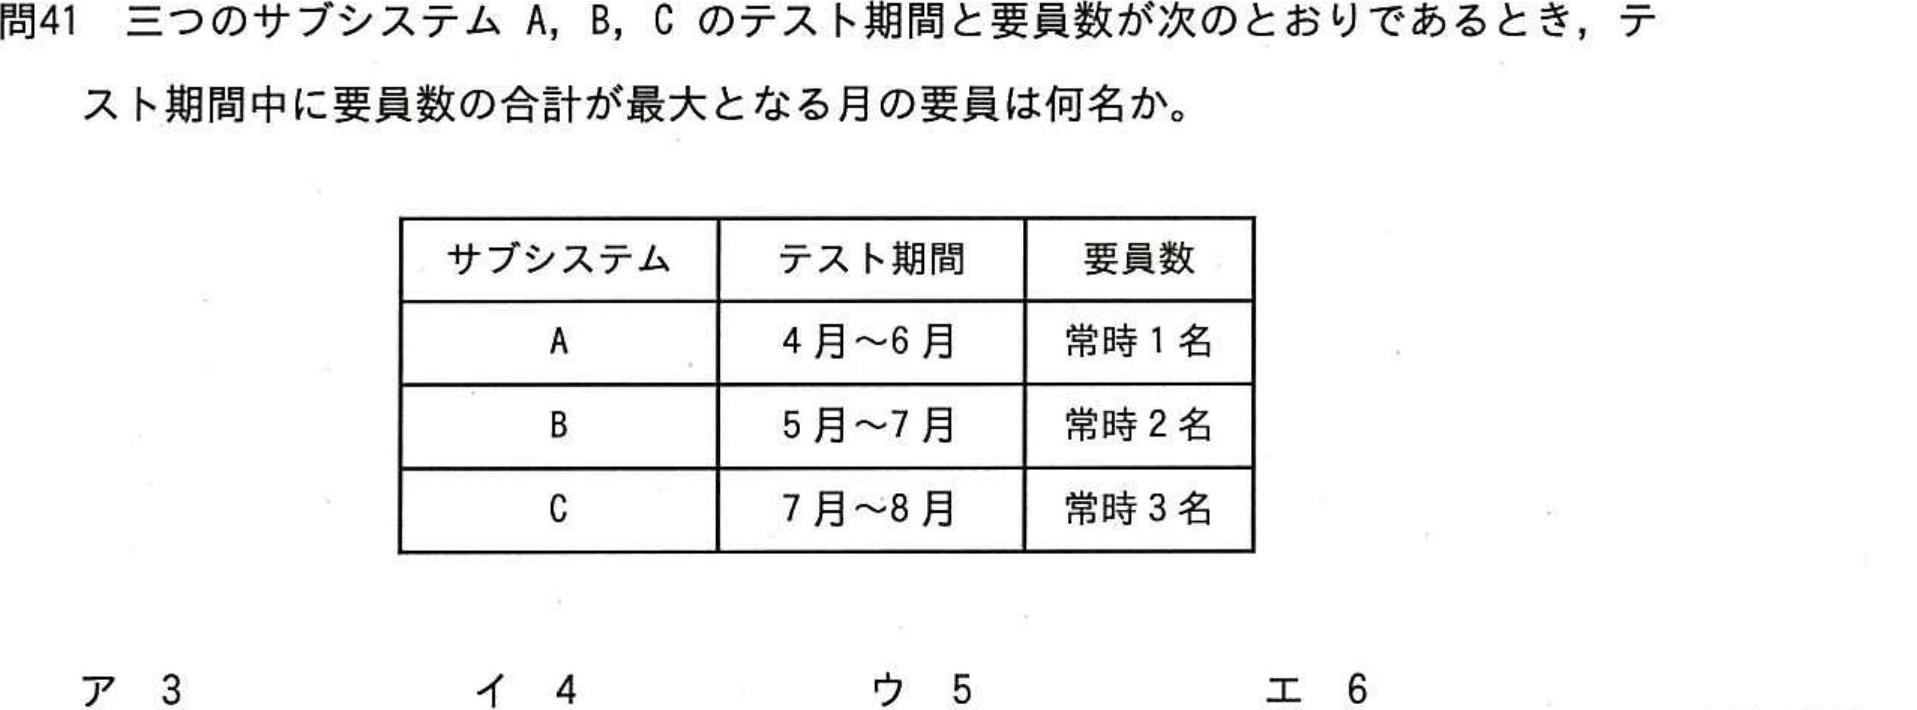 問41 三つのサブシステム A, B, C のテスト期間と要員数が次のとおりであるとき，テ
スト期間中に要員数の合計が最大となる月の要員は何名か。
サブシステム テスト期間 要員数
A 4月～6月 常時1名
B 5月～7月 常時2名
C 7月～8月 常時3名
ア 3 イ 4 ウ 5 エ 6